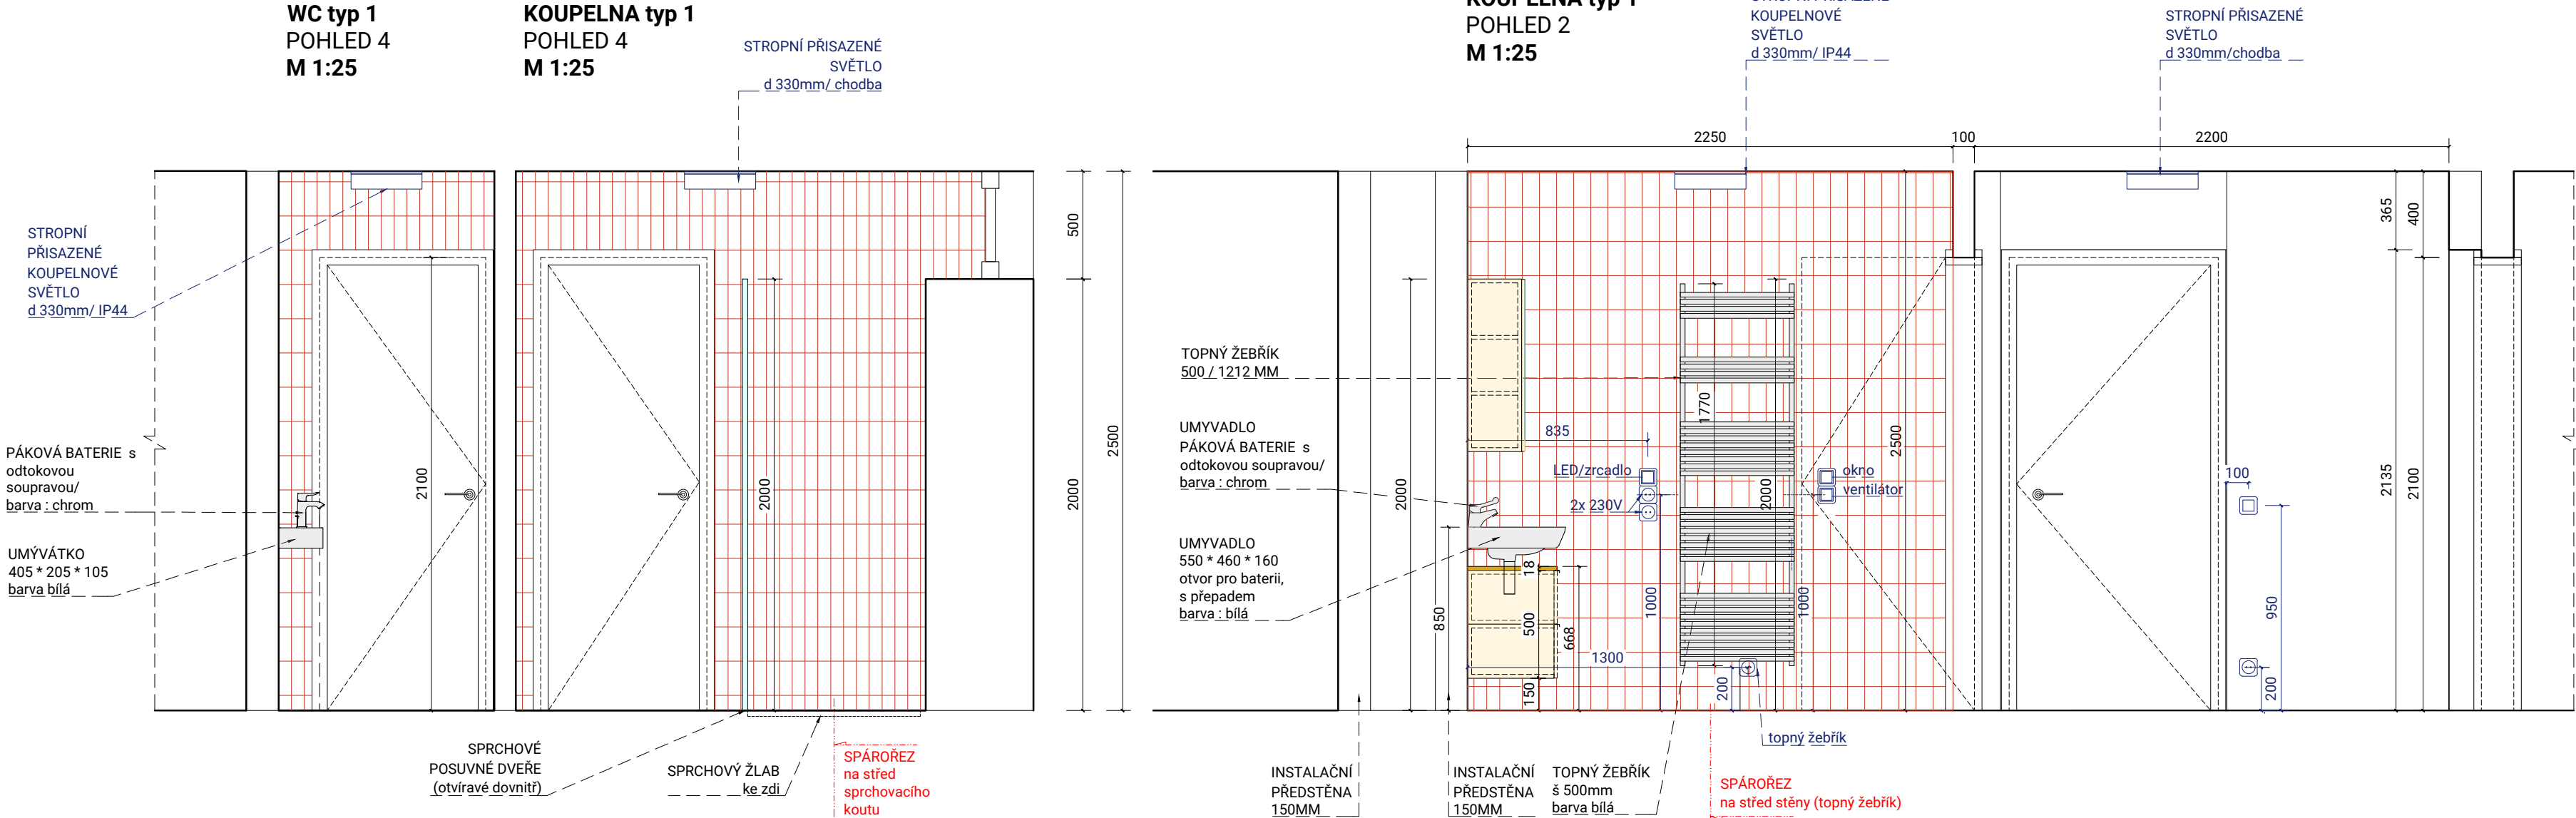 WC typ 1
POHLED 4
M 1:25
KOUPELNA typ 1
POHLED 4
M 1:25
STROPNÍ PŘISAZENÉ
SVĚTLO
d 330mm/ chodba
KOUPELNA typ 1
POHLED 2
M 1:25
STROPNÍ PŘISAZENÉ
KOUPELNOVÉ
SVĚTLO
d 330mm/ IP44
STROPNÍ PŘISAZENÉ
SVĚTLO
d 330mm/chodba
STROPNÍ
PŘISAZENÉ
KOUPELNOVÉ
SVĚTLO
d 330mm/ IP44
PÁKOVÁ BATERIE s
odtokovou
soupravou/
barva : chrom
UMÝVÁTKO
405 * 205 * 105
barva bílá
2100
2000
500
2000
2500
SPRCHOVÉ
POSUVNÉ DVEŘE
(otvíravé dovnitř)
SPRCHOVÝ ŽLAB
ke zdi
SPÁROŘEZ
na střed
sprchovacího
koutu
2250
100
2200
TOPNÝ ŽEBŘÍK
500 / 1212 MM
UMYVADLO
PÁKOVÁ BATERIE s
odtokovou soupravou/
barva : chrom
UMYVADLO
550 * 460 * 160
otvor pro baterii,
s přepadem
barva : bílá
2000
850
835
LED/zrcadlo
2x 230V
18
500
668
150
1300
1000
200
1770
2000
1000
2500
okno
ventilátor
100
950
200
365
400
2135
2100
topný žebřík
INSTALAČNÍ
PŘEDSTĚNA
150MM
INSTALAČNÍ
PŘEDSTĚNA
150MM
TOPNÝ ŽEBŘÍK
š 500mm
barva bílá
SPÁROŘEZ
na střed stěny (topný žebřík)